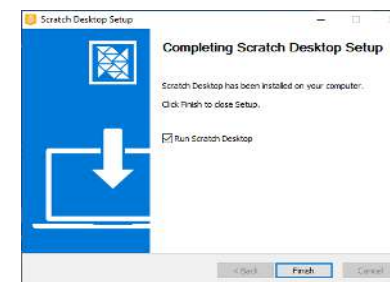 Scratch Desktop Setup
Completing Scratch Desktop Setup
Scratch Desktop has been installed on your computer.
Click Finish to close Setup.
Run Scratch Desktop
< Back Finish Cancel